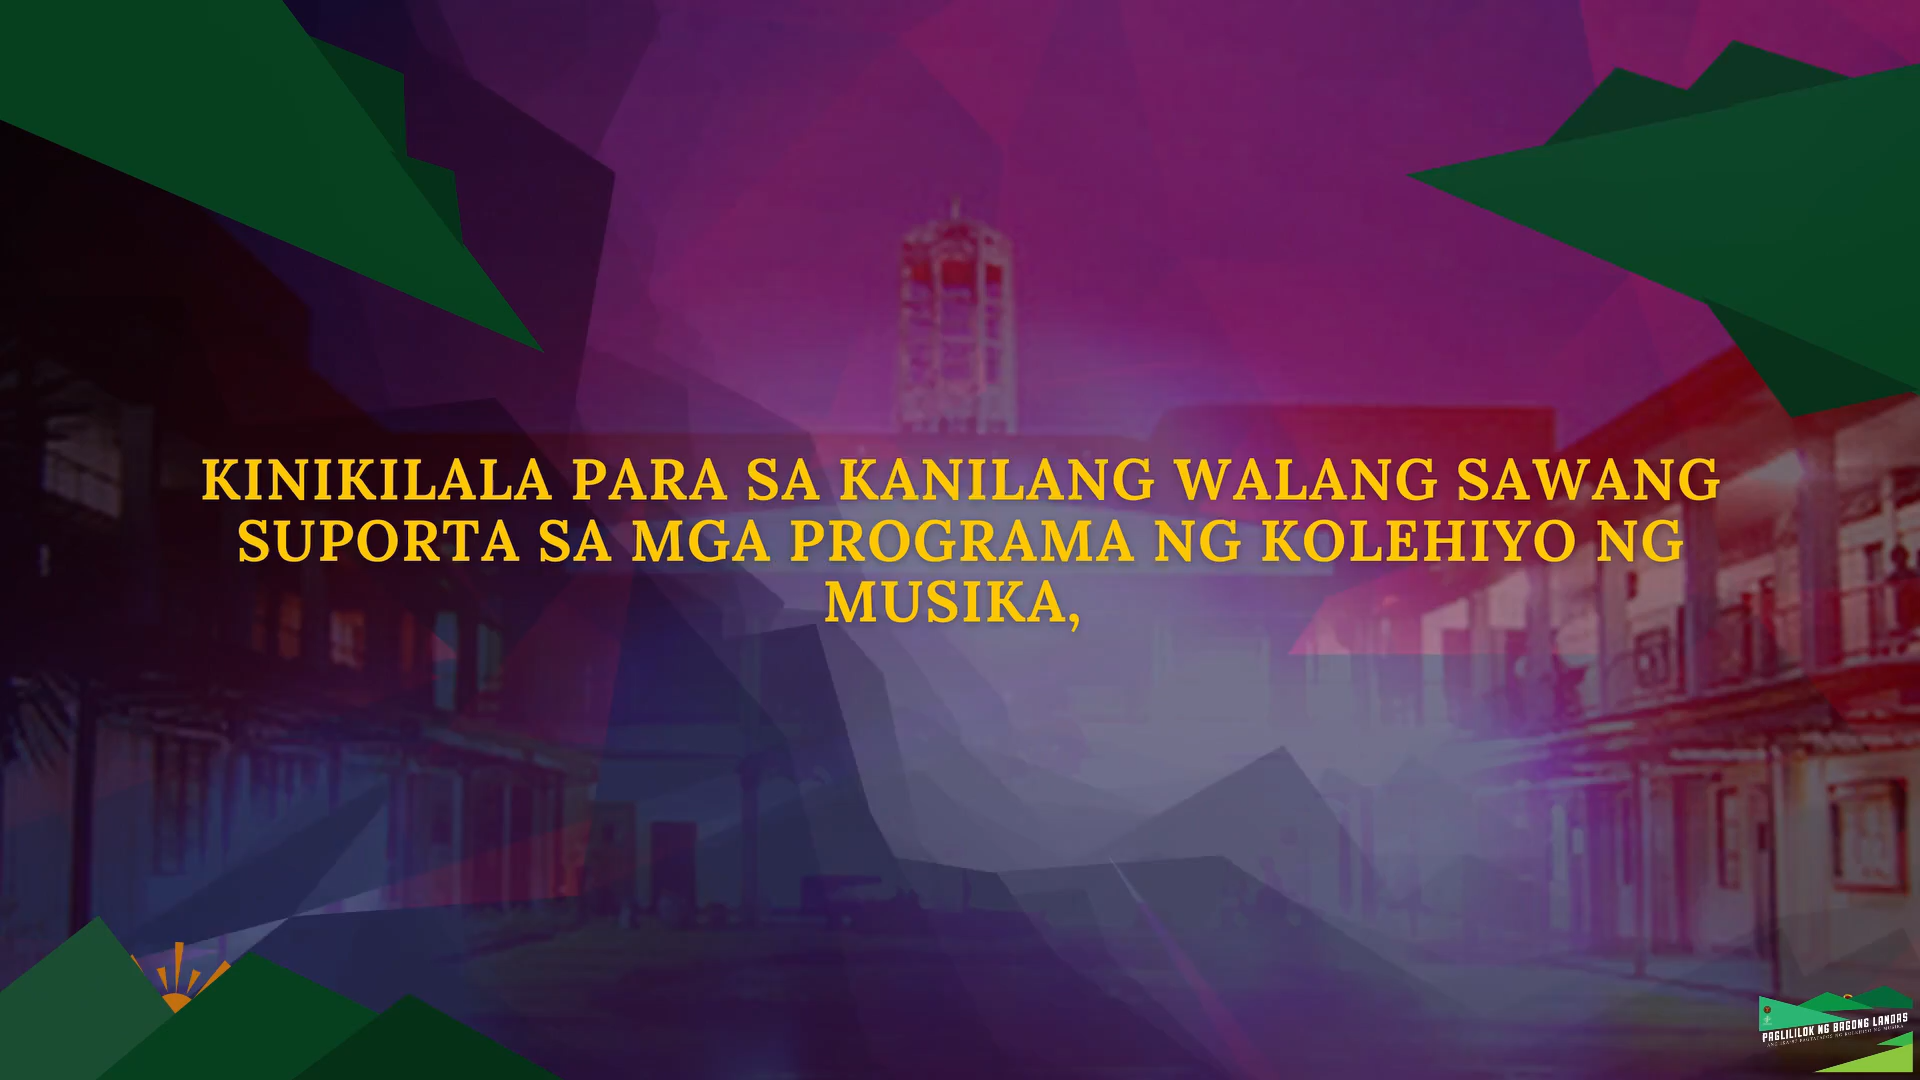 KINIKILALA PARA SA KANILANG WALANG SAWANG
SUPORTA SA MGA PROGRAMA NG KOLEHIYO NG
MUSIKA,
PAGLILILOK NG BAGONG LANDAS